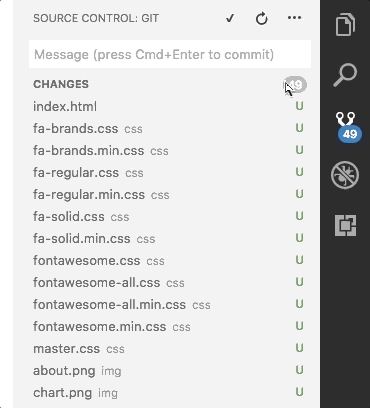 SOURCE CONTROL: GIT
Message (press Cmd+Enter to commit)
CHANGES 49
index.html U
fa-brands.css css U
fa-brands.min.css css U
fa-regular.css css U
fa-regular.min.css css U
fa-solid.css css U
fa-solid.min.css css U
fontawesome.css css U
fontawesome-all.css css U
fontawesome-all.min.css css U
fontawesome.min.css css U
master.css css U
about.png img U
chart.png img U
49